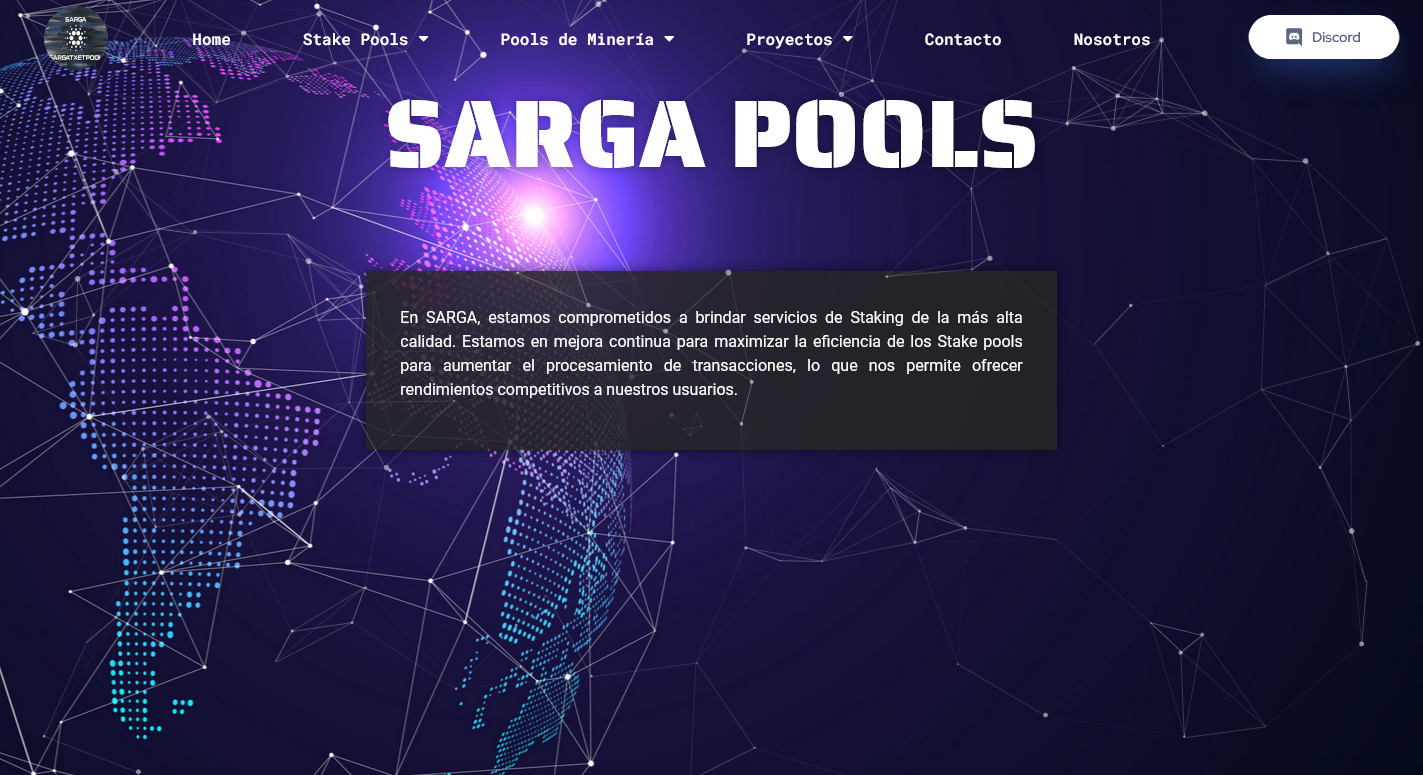 SARGA
SARGATXETPOOL
Home
Stake Pools
Pools de Minería
Proyectos
Contacto
Nosotros
Discord
SARGA POOLS
En SARGA, estamos comprometidos a brindar servicios de Staking de la más alta
calidad. Estamos en mejora continua para maximizar la eficiencia de los Stake pools
para aumentar el procesamiento de transacciones, lo que nos permite ofrecer
rendimientos competitivos a nuestros usuarios.